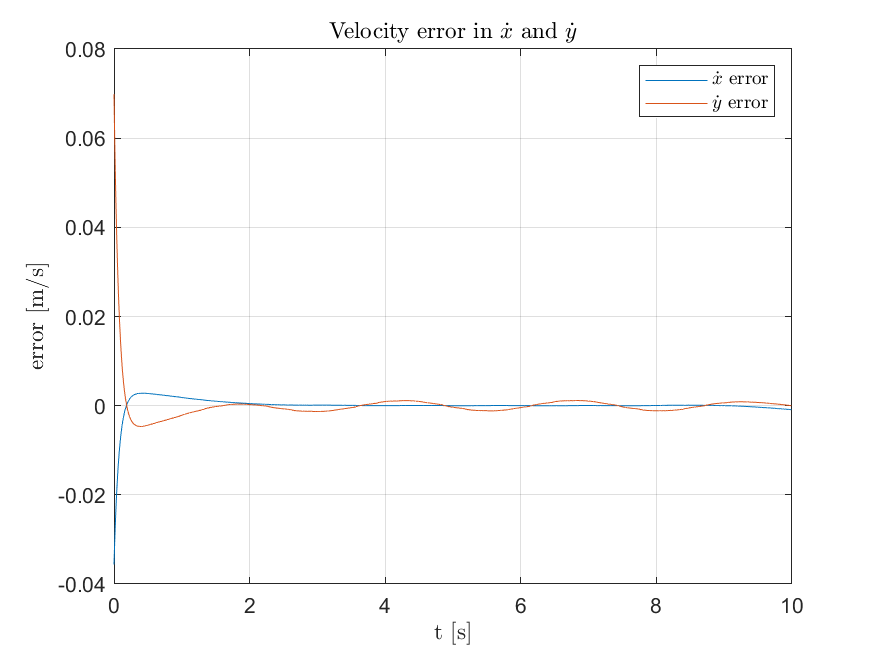 Velocity error in ẋ and ẏ
ẋ error
ẏ error
error [m/s]
0.08
0.06
0.04
0.02
0
-0.02
-0.04
0 2 4 6 8 10
t [s]